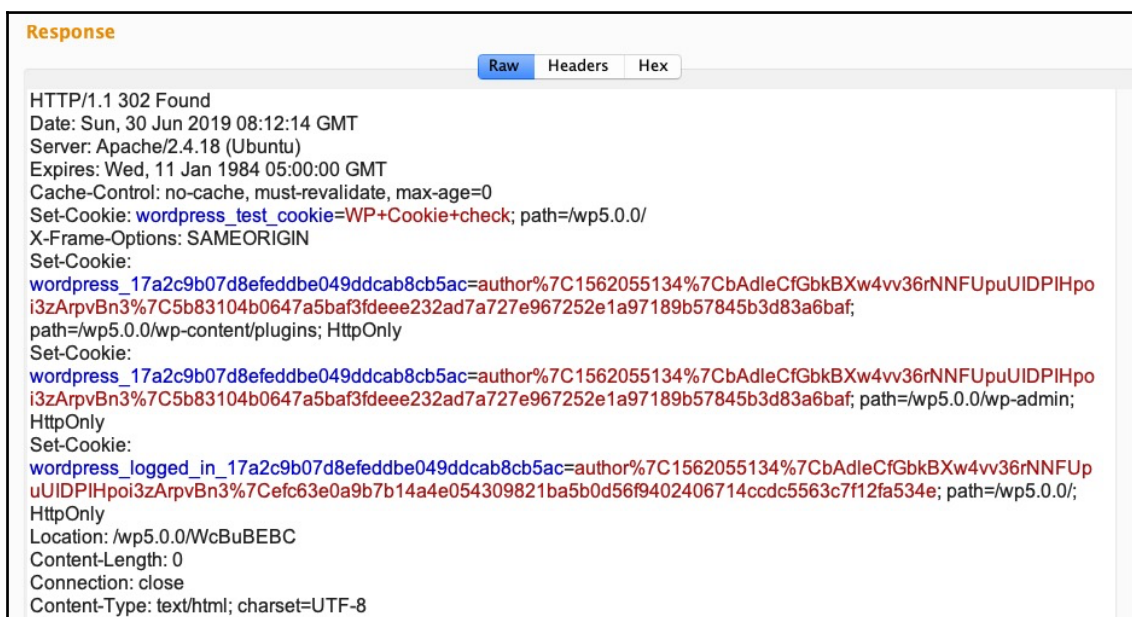 Response
Raw Headers Hex
HTTP/1.1 302 Found
Date: Sun, 30 Jun 2019 08:12:14 GMT
Server: Apache/2.4.18 (Ubuntu)
Expires: Wed, 11 Jan 1984 05:00:00 GMT
Cache-Control: no-cache, must-revalidate, max-age=0
Set-Cookie: wordpress_test_cookie=WP+Cookie+check; path=/wp5.0.0/
X-Frame-Options: SAMEORIGIN
Set-Cookie:
wordpress_17a2c9b07d8efeddbe049ddcab8cb5ac=author%7C1562055134%7CbAdleCfGbkBXw4vv36rNNFUpuUIDPIHpo
i3zArpvBn3%7C5b83104b0647a5baf3fdeee232ad7a727e967252e1a97189b57845b3d83a6baf;
path=/wp5.0.0/wp-content/plugins; HttpOnly
Set-Cookie:
wordpress_17a2c9b07d8efeddbe049ddcab8cb5ac=author%7C1562055134%7CbAdleCfGbkBXw4vv36rNNFUpuUIDPIHpo
i3zArpvBn3%7C5b83104b0647a5baf3fdeee232ad7a727e967252e1a97189b57845b3d83a6baf; path=/wp5.0.0/wp-admin;
HttpOnly
Set-Cookie:
wordpress_logged_in_17a2c9b07d8efeddbe049ddcab8cb5ac=author%7C1562055134%7CbAdleCfGbkBXw4vv36rNNFUp
uUIDPIHpoi3zArpvBn3%7Cefc63e0a9b7b14a4e054309821ba5b0d56f9402406714ccdc5563c7f12fa534e; path=/wp5.0.0/;
HttpOnly
Location: /wp5.0.0/WcBuBEBC
Content-Length: 0
Connection: close
Content-Type: text/html; charset=UTF-8